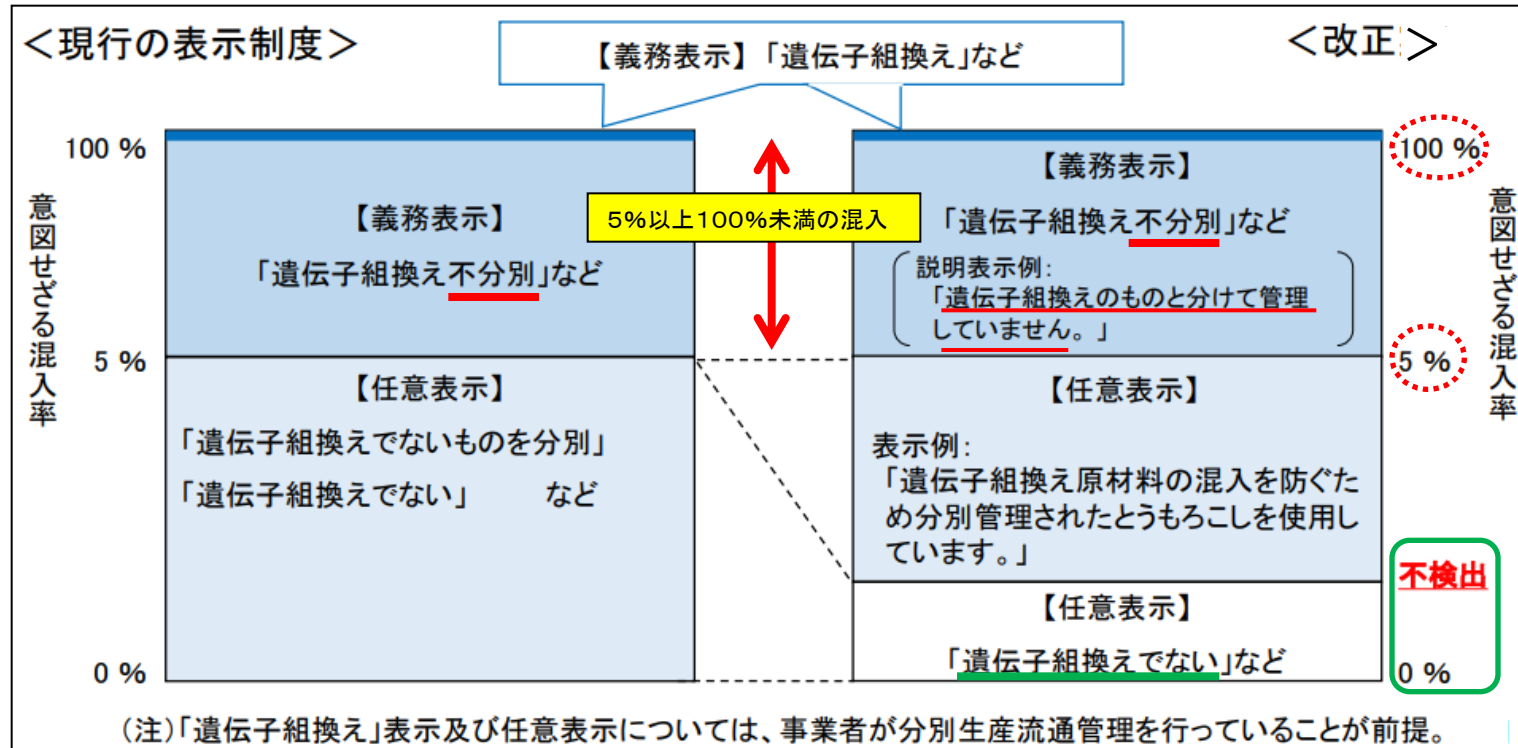 ＜現行の表示制度＞
【義務表示】「遺伝子組換え」など
＜改正＞
100 %
5 %
0 %
意図せざる混入率
【義務表示】
「遺伝子組換え不分別」など
【任意表示】
「遺伝子組換えでないものを分別」
「遺伝子組換えでない」　　など
5%以上100%未満の混入
【義務表示】
「遺伝子組換え不分別」など
説明表示例：
「遺伝子組換えのものと分けて管理
していません。」
【任意表示】
表示例：
「遺伝子組換え原材料の混入を防ぐた
め分別管理されたとうもろこしを使用し
ています。」
【任意表示】
「遺伝子組換えでない」など
100 %
5 %
不検出
0 %
意図せざる混入率
（注）「遺伝子組換え」表示及び任意表示については、事業者が分別生産流通管理を行っていることが前提。